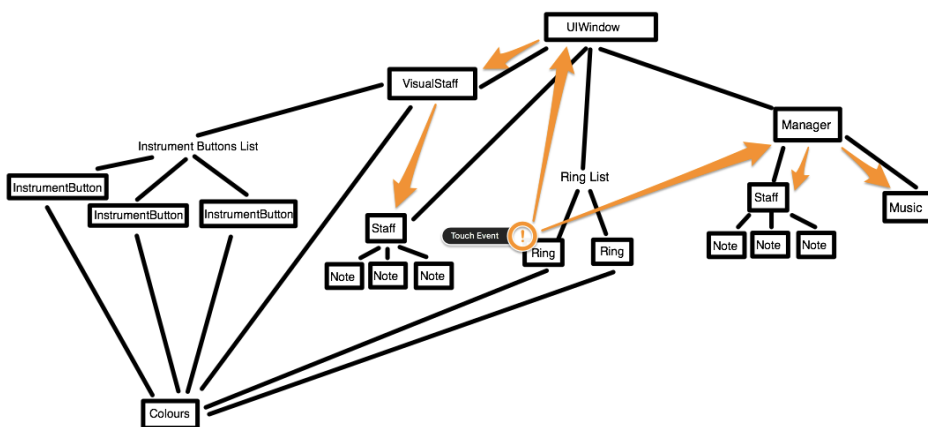 UIWindow
VisualStaff
Manager
Instrument Buttons List
Ring List
InstrumentButton
InstrumentButton
InstrumentButton
Staff
Music
Staff
Touch Event
!
Ring
Ring
Note
Note
Note
Note
Note
Note
Colours